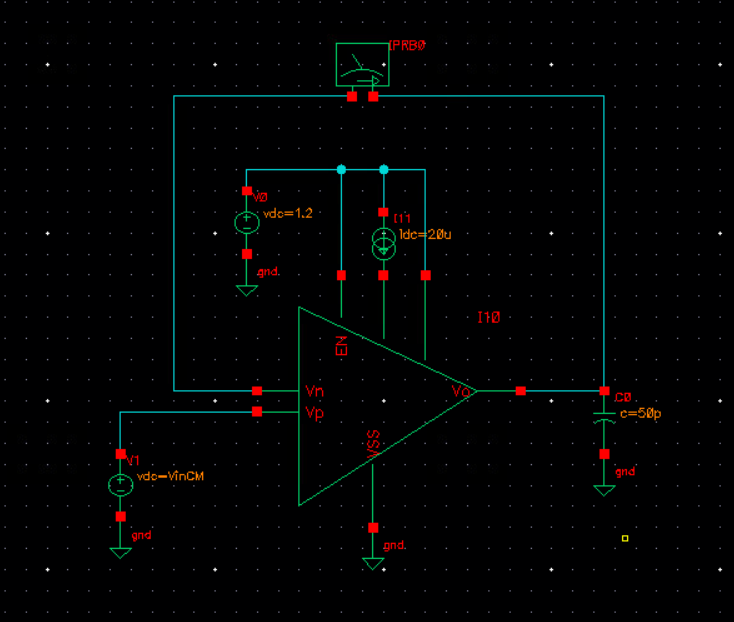 IPRB0
V0
vdc=1.2
gnd
I11
idc=20u
I10
EN
Vn
Vp
Vo
VSS
C0
c=50p
gnd
V1
vdc=VinCM
gnd
gnd